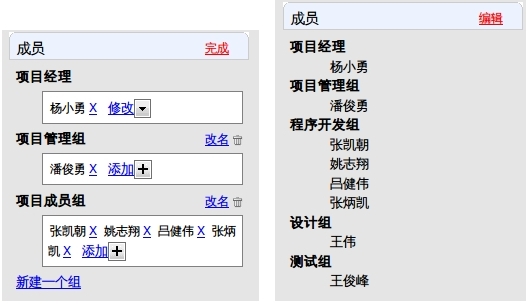 成员 完成
项目经理
杨小勇 X 修改
项目管理组 改名
潘俊勇 X 添加
项目成员组 改名
张凯朝 X 姚志翔 X 吕健伟 X 张炳
凯 X 添加
新建一个组
成员 编辑
项目经理
杨小勇
项目管理组
潘俊勇
程序开发组
张凯朝
姚志翔
吕健伟
张炳凯
设计组
王伟
测试组
王俊峰